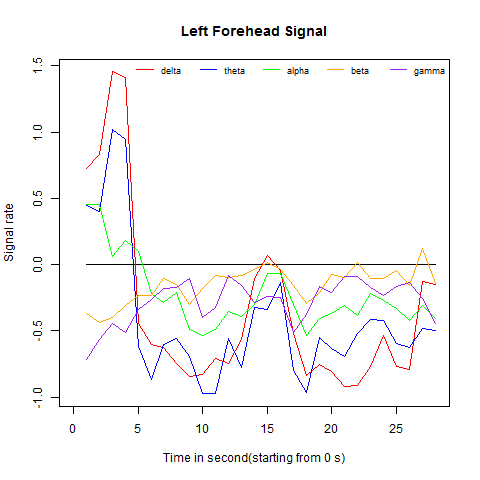 Left Forehead Signal
delta theta alpha beta gamma
1.5
1.0
0.5
0.0
-0.5
-1.0
Signal rate
0 5 10 15 20 25
Time in second(starting from 0 s)